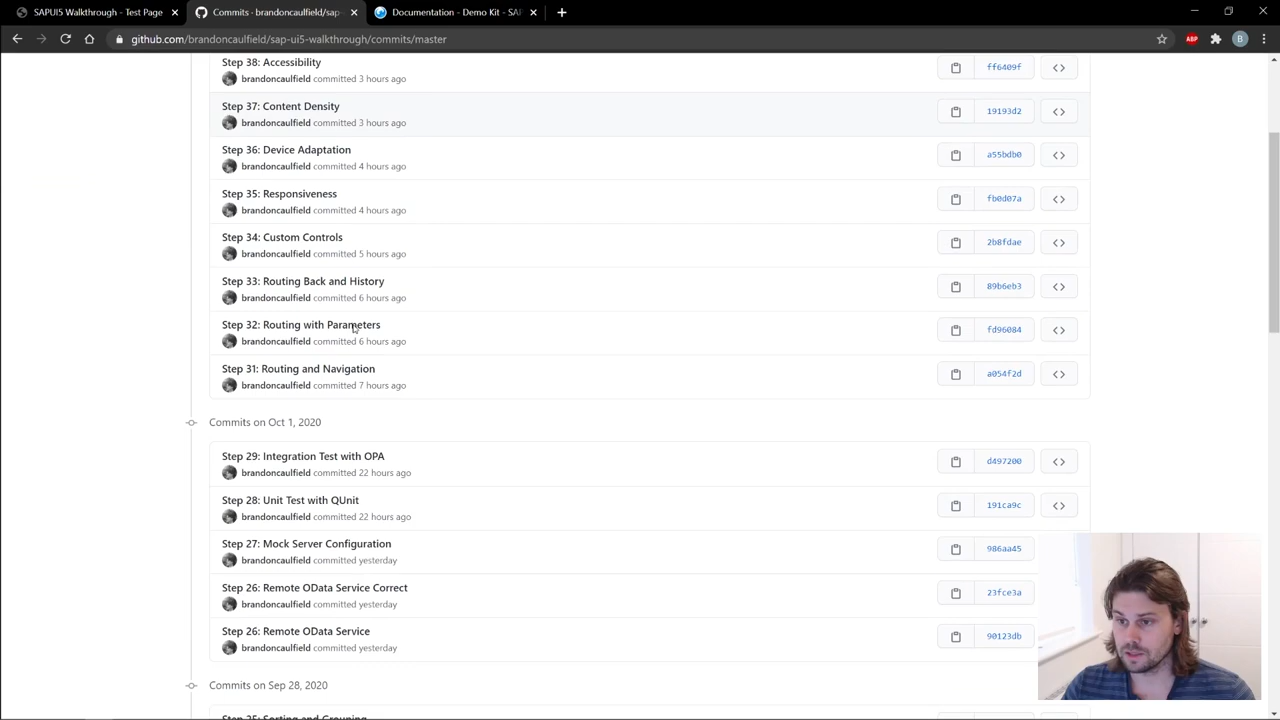 SAPUI5 Walkthrough - Test Page
Commits · brandoncaulfield/sap-
Documentation - Demo Kit - SAP
github.com/brandoncaulfield/sap-ui5-walkthrough/commits/master
ABP
B
Step 38: Accessibility
brandoncaulfield committed 3 hours ago
ff6409f
Step 37: Content Density
brandoncaulfield committed 3 hours ago
19193d2
Step 36: Device Adaptation
brandoncaulfield committed 4 hours ago
a55bdb0
Step 35: Responsiveness
brandoncaulfield committed 4 hours ago
fb0d07a
Step 34: Custom Controls
brandoncaulfield committed 5 hours ago
2b8fdae
Step 33: Routing Back and History
brandoncaulfield committed 6 hours ago
89b6eb3
Step 32: Routing with Parameters
brandoncaulfield committed 6 hours ago
fd96084
Step 31: Routing and Navigation
brandoncaulfield committed 7 hours ago
a054f2d
Commits on Oct 1, 2020
Step 29: Integration Test with OPA
brandoncaulfield committed 22 hours ago
d497200
Step 28: Unit Test with QUnit
brandoncaulfield committed 22 hours ago
191ca9c
Step 27: Mock Server Configuration
brandoncaulfield committed yesterday
986aa45
Step 26: Remote OData Service Correct
brandoncaulfield committed yesterday
23fce3a
Step 26: Remote OData Service
brandoncaulfield committed yesterday
90123db
Commits on Sep 28, 2020
Step 25: Sorting and Grouping